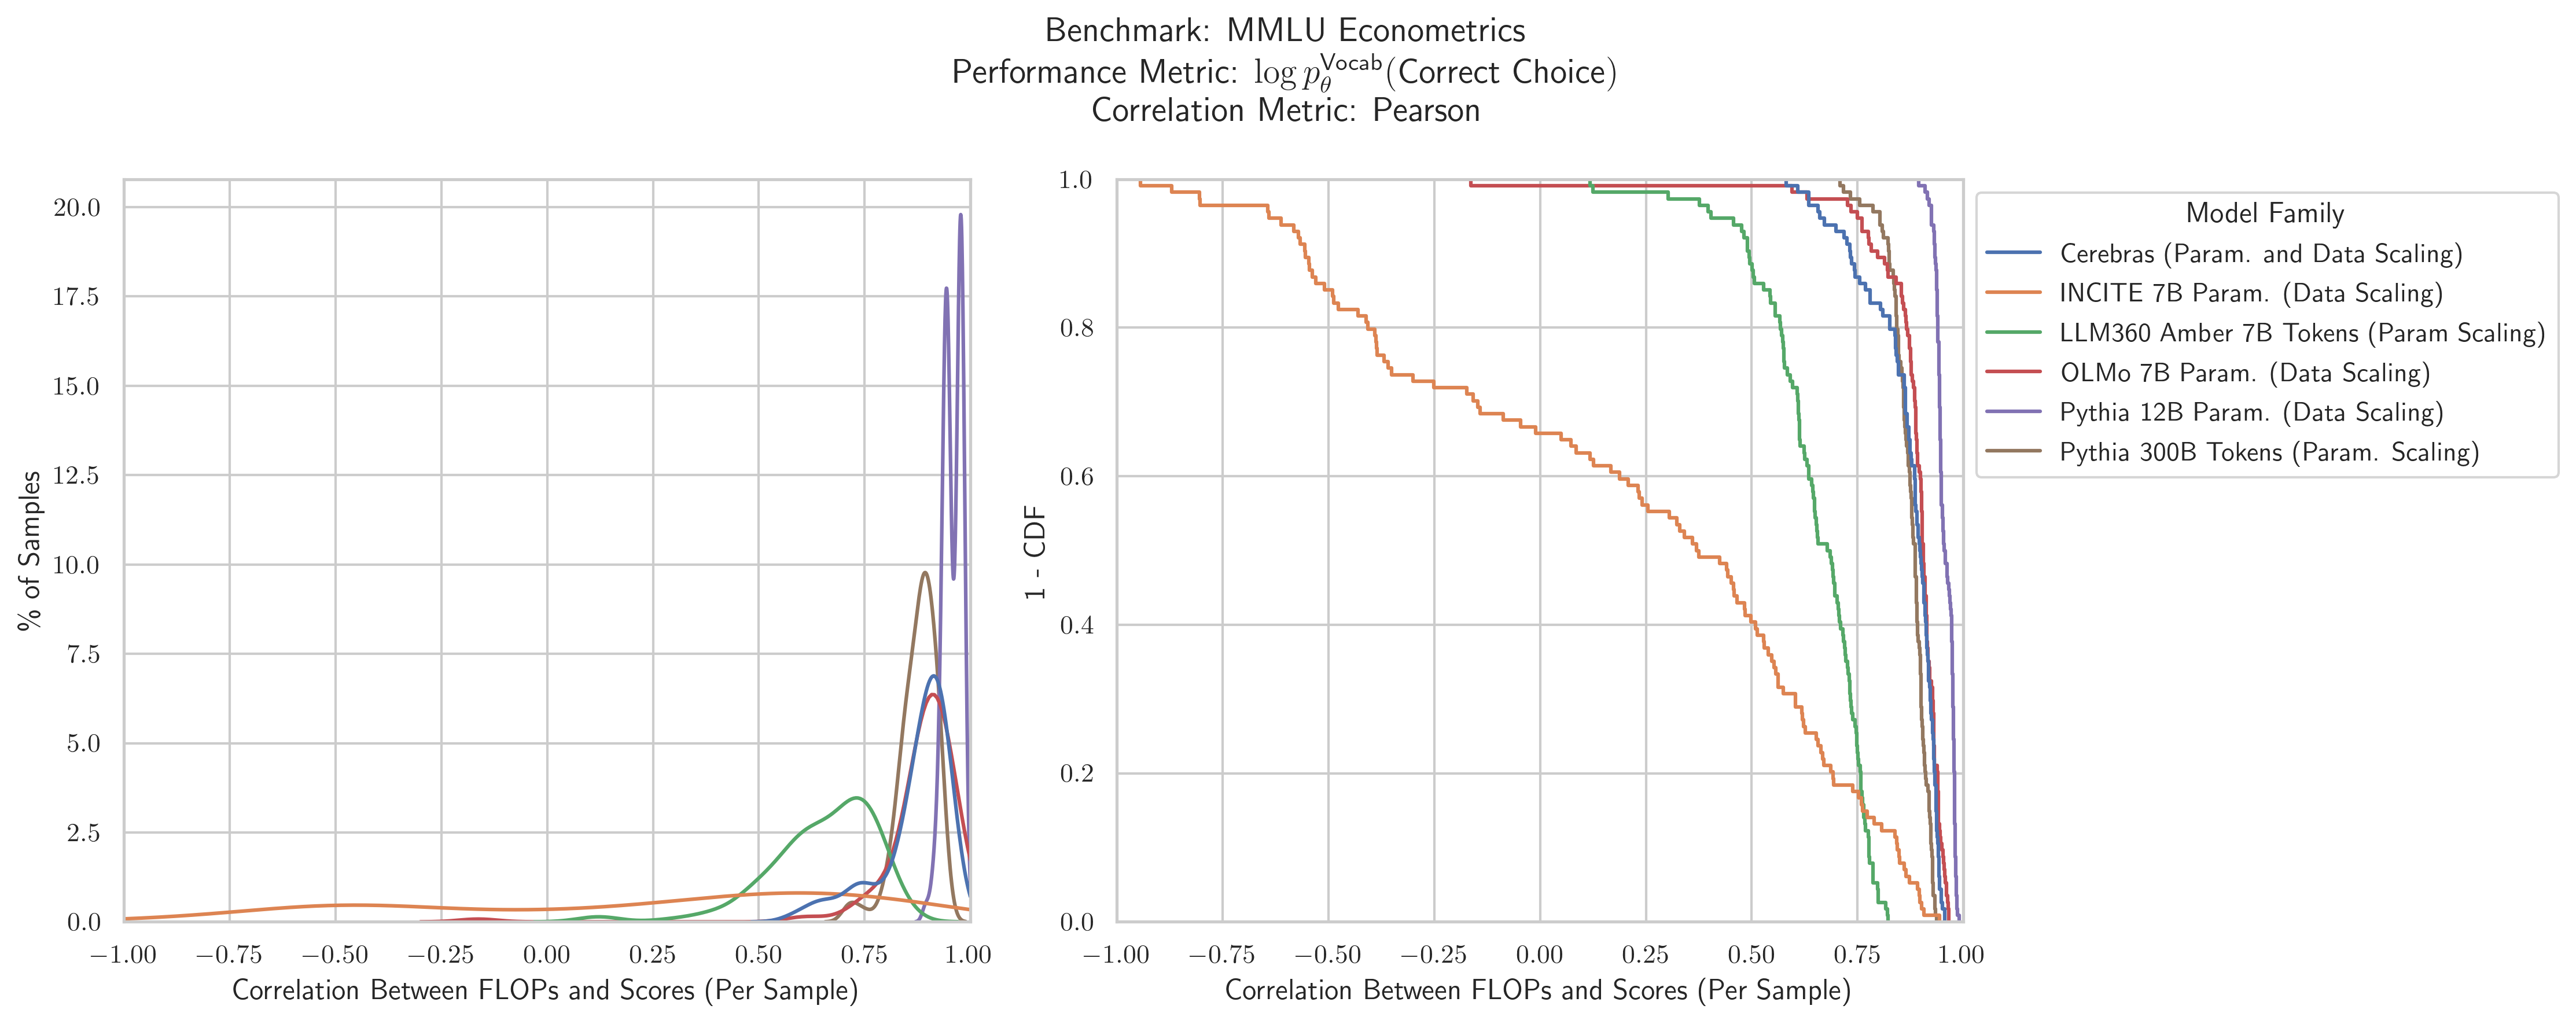 Benchmark: MMLU Econometrics
Performance Metric: log p_θ^Vocab(Correct Choice)
Correlation Metric: Pearson
% of Samples
20.0
17.5
15.0
12.5
10.0
7.5
5.0
2.5
0.0
−1.00 −0.75 −0.50 −0.25 0.00 0.25 0.50 0.75 1.00
Correlation Between FLOPs and Scores (Per Sample)
1 - CDF
1.0
0.8
0.6
0.4
0.2
0.0
−1.00 −0.75 −0.50 −0.25 0.00 0.25 0.50 0.75 1.00
Correlation Between FLOPs and Scores (Per Sample)
Model Family
Cerebras (Param. and Data Scaling)
INCITE 7B Param. (Data Scaling)
LLM360 Amber 7B Tokens (Param Scaling)
OLMo 7B Param. (Data Scaling)
Pythia 12B Param. (Data Scaling)
Pythia 300B Tokens (Param. Scaling)